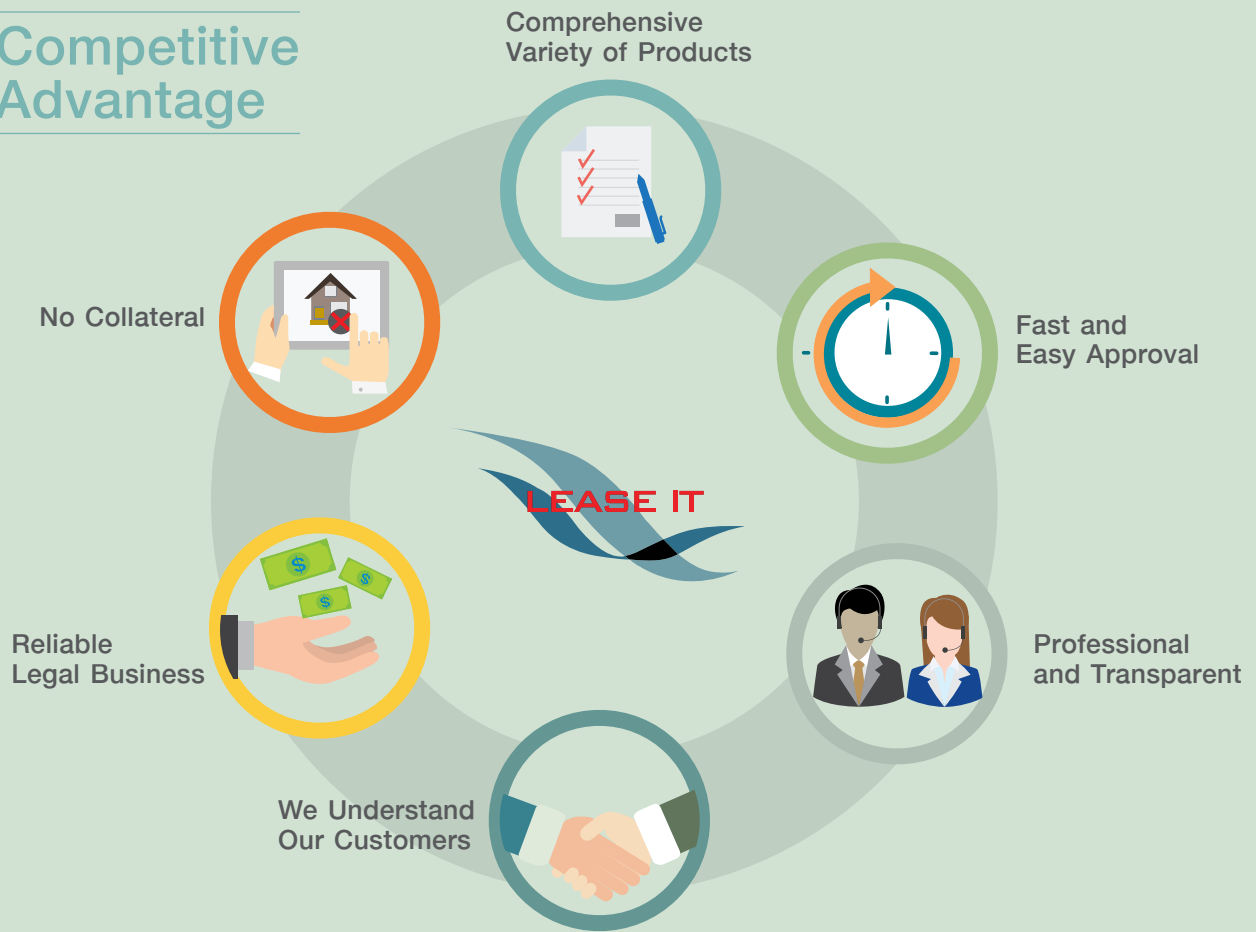 Competitive
Advantage
Comprehensive
Variety of Products
No Collateral
Fast and
Easy Approval
LEASE IT
Reliable
Legal Business
Professional
and Transparent
We Understand
Our Customers
$
$
$